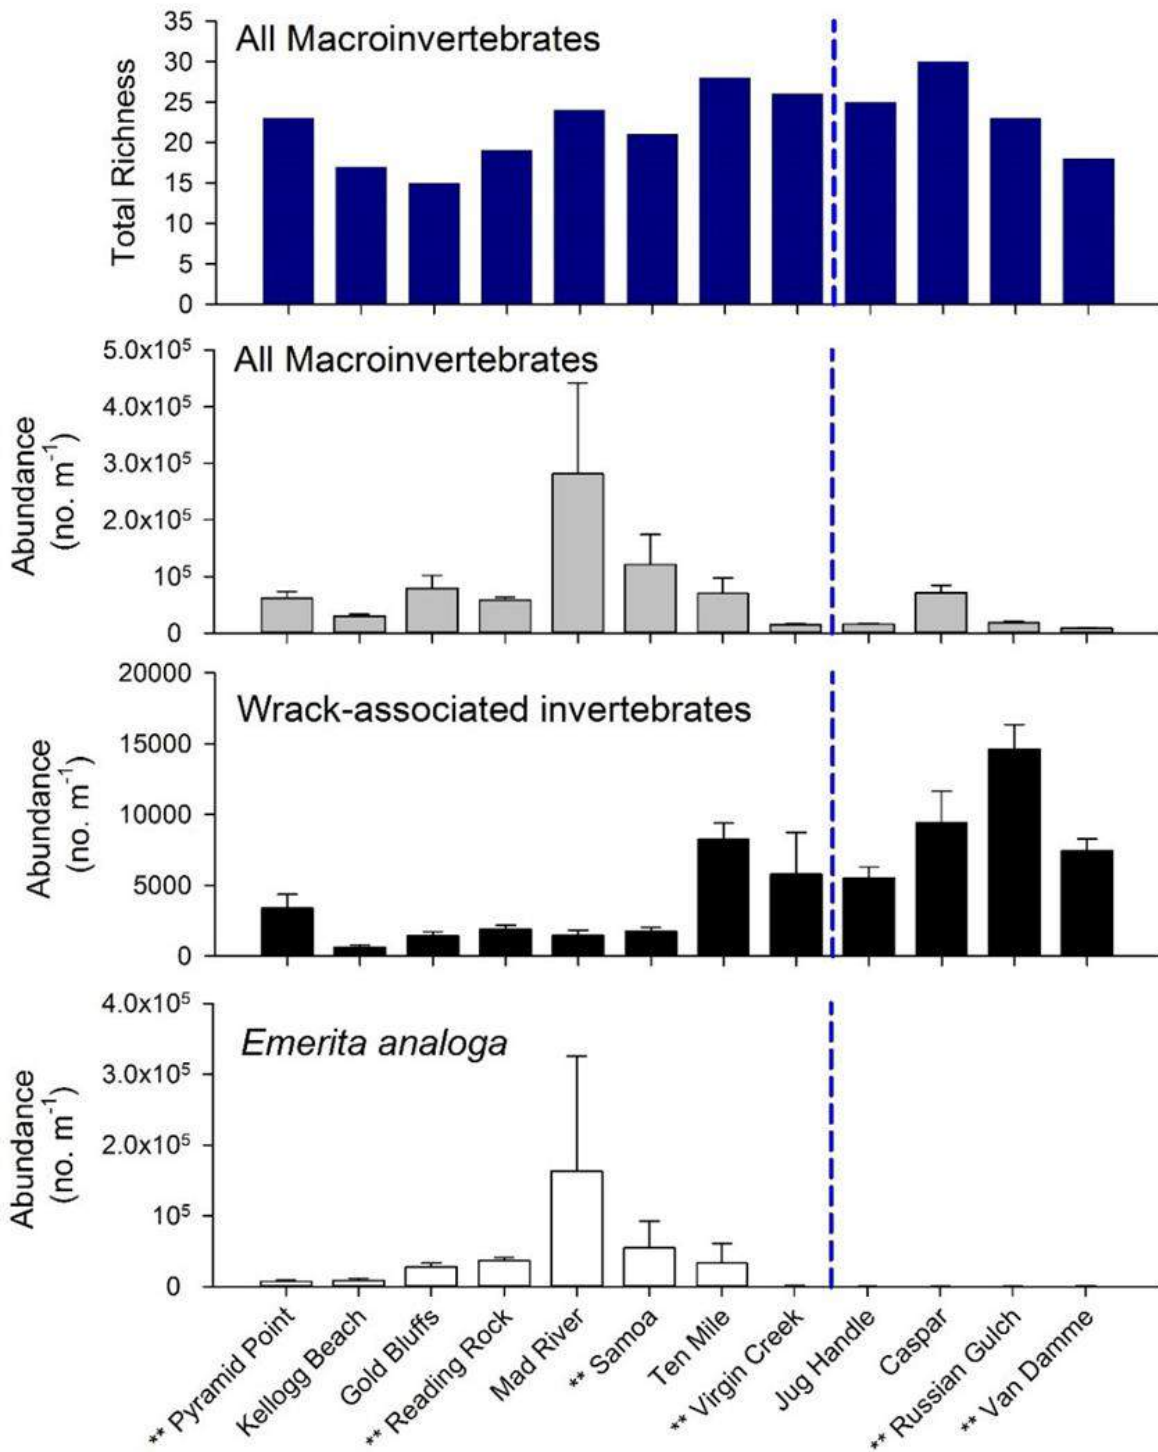 All Macroinvertebrates
Total Richness
35
30
25
20
15
10
5
0
All Macroinvertebrates
Abundance
(no. m⁻¹)
5.0x10⁵
4.0x10⁵
3.0x10⁵
2.0x10⁵
10⁵
0
Wrack-associated invertebrates
Abundance
(no. m⁻¹)
20000
15000
10000
5000
0
Emerita analoga
Abundance
(no. m⁻¹)
4.0x10⁵
3.0x10⁵
2.0x10⁵
10⁵
0
** Pyramid Point
Kellogg Beach
Gold Bluffs
** Reading Rock
Mad River
** Samoa
Ten Mile
** Virgin Creek
Jug Handle
Caspar
** Russian Gulch
** Van Damme